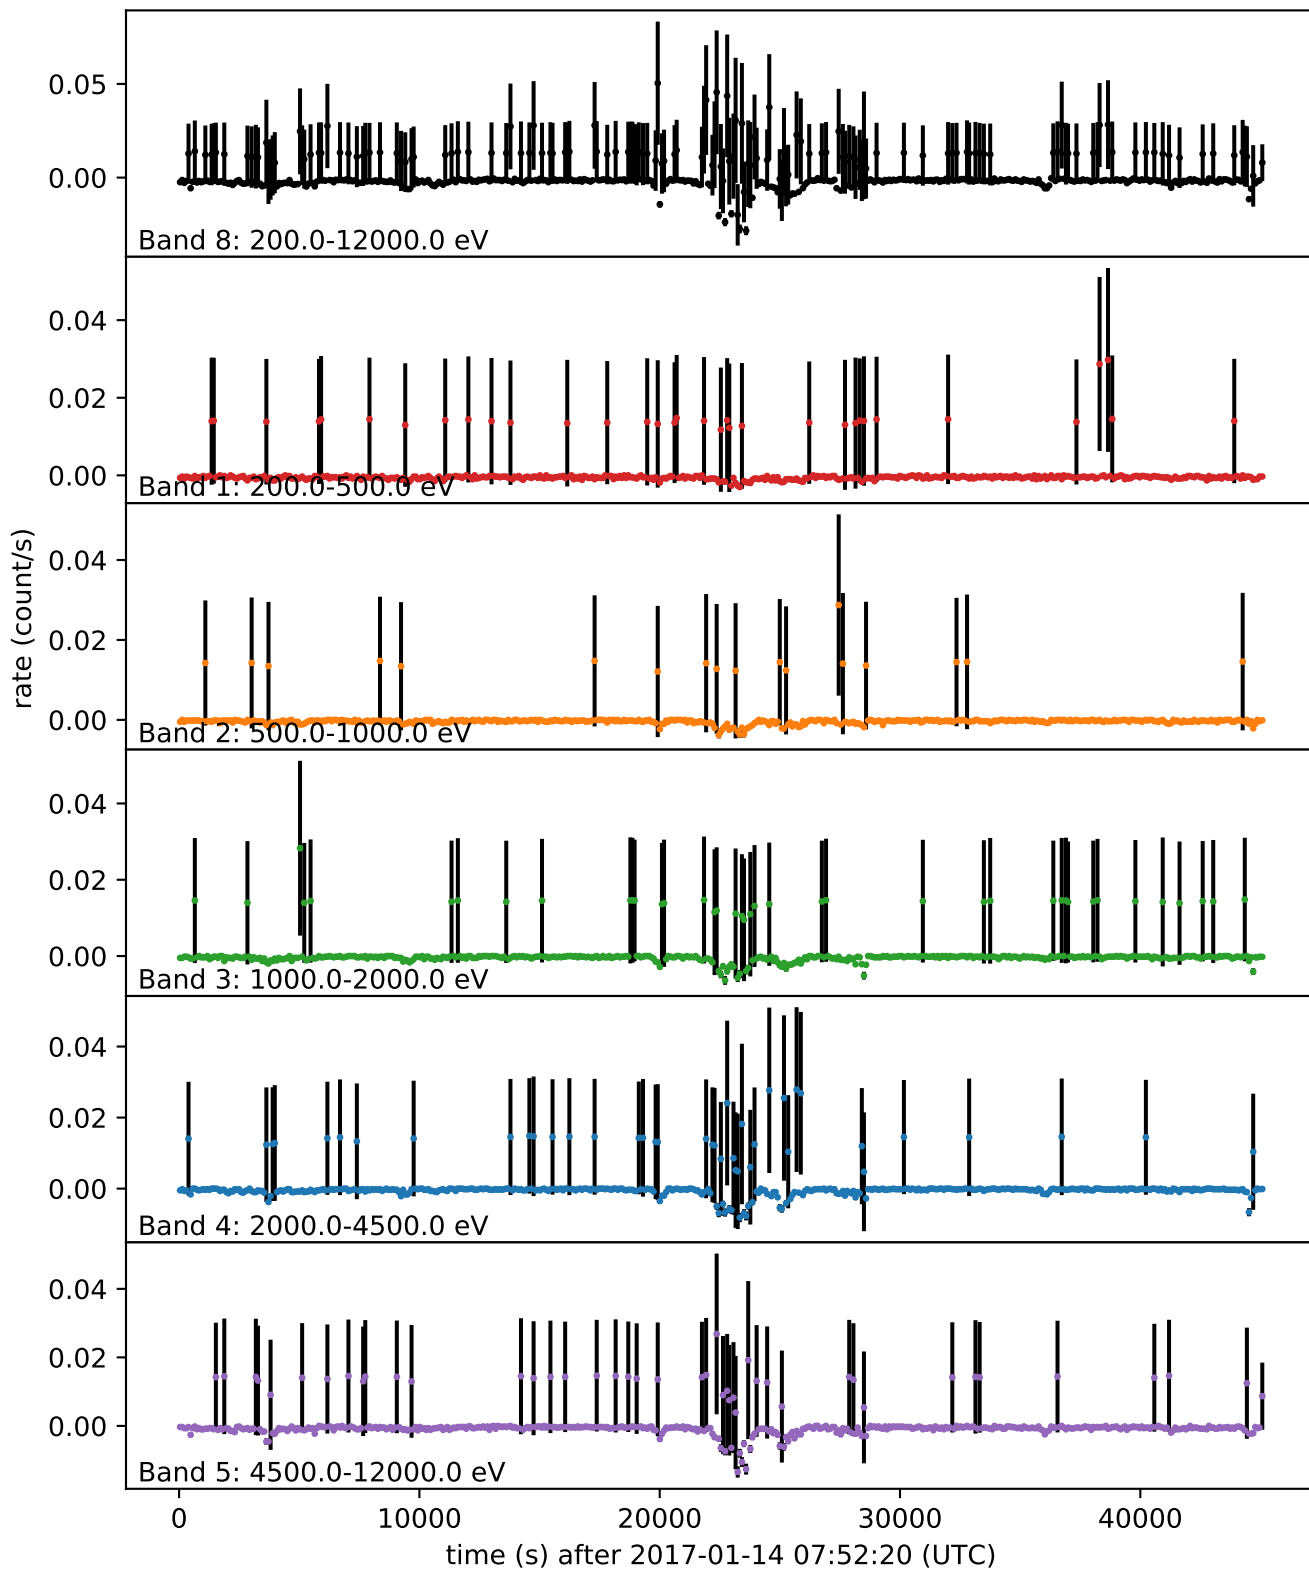 0.05
0.00
Band 8: 200.0-12000.0 eV
0.04
0.02
0.00
Band 1: 200.0-500.0 eV
rate (count/s)
0.04
0.02
0.00
Band 2: 500.0-1000.0 eV
0.04
0.02
0.00
Band 3: 1000.0-2000.0 eV
0.04
0.02
0.00
Band 4: 2000.0-4500.0 eV
0.04
0.02
0.00
Band 5: 4500.0-12000.0 eV
0 10000 20000 30000 40000
time (s) after 2017-01-14 07:52:20 (UTC)